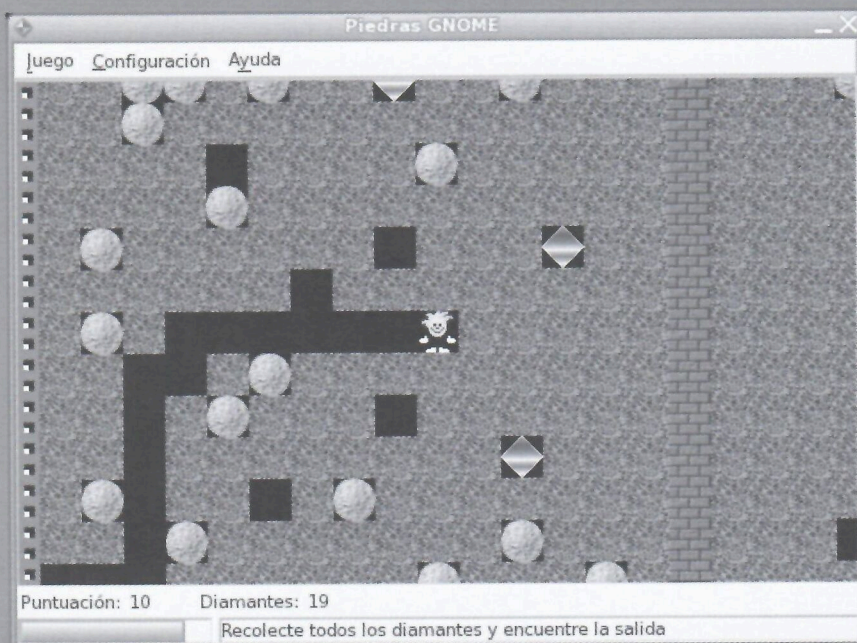 Piedras GNOME
Juego Configuración Ayuda
Puntuación: 10 Diamantes: 19
Recolecte todos los diamantes y encuentre la salida